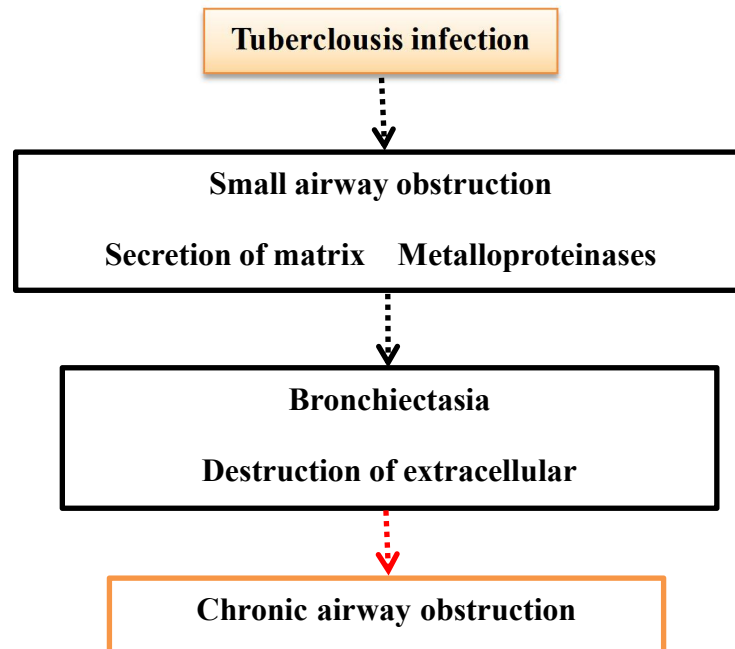 Tuberclousis infection
Small airway obstruction
Secretion of matrix Metalloproteinases
Bronchiectasia
Destruction of extracellular
Chronic airway obstruction